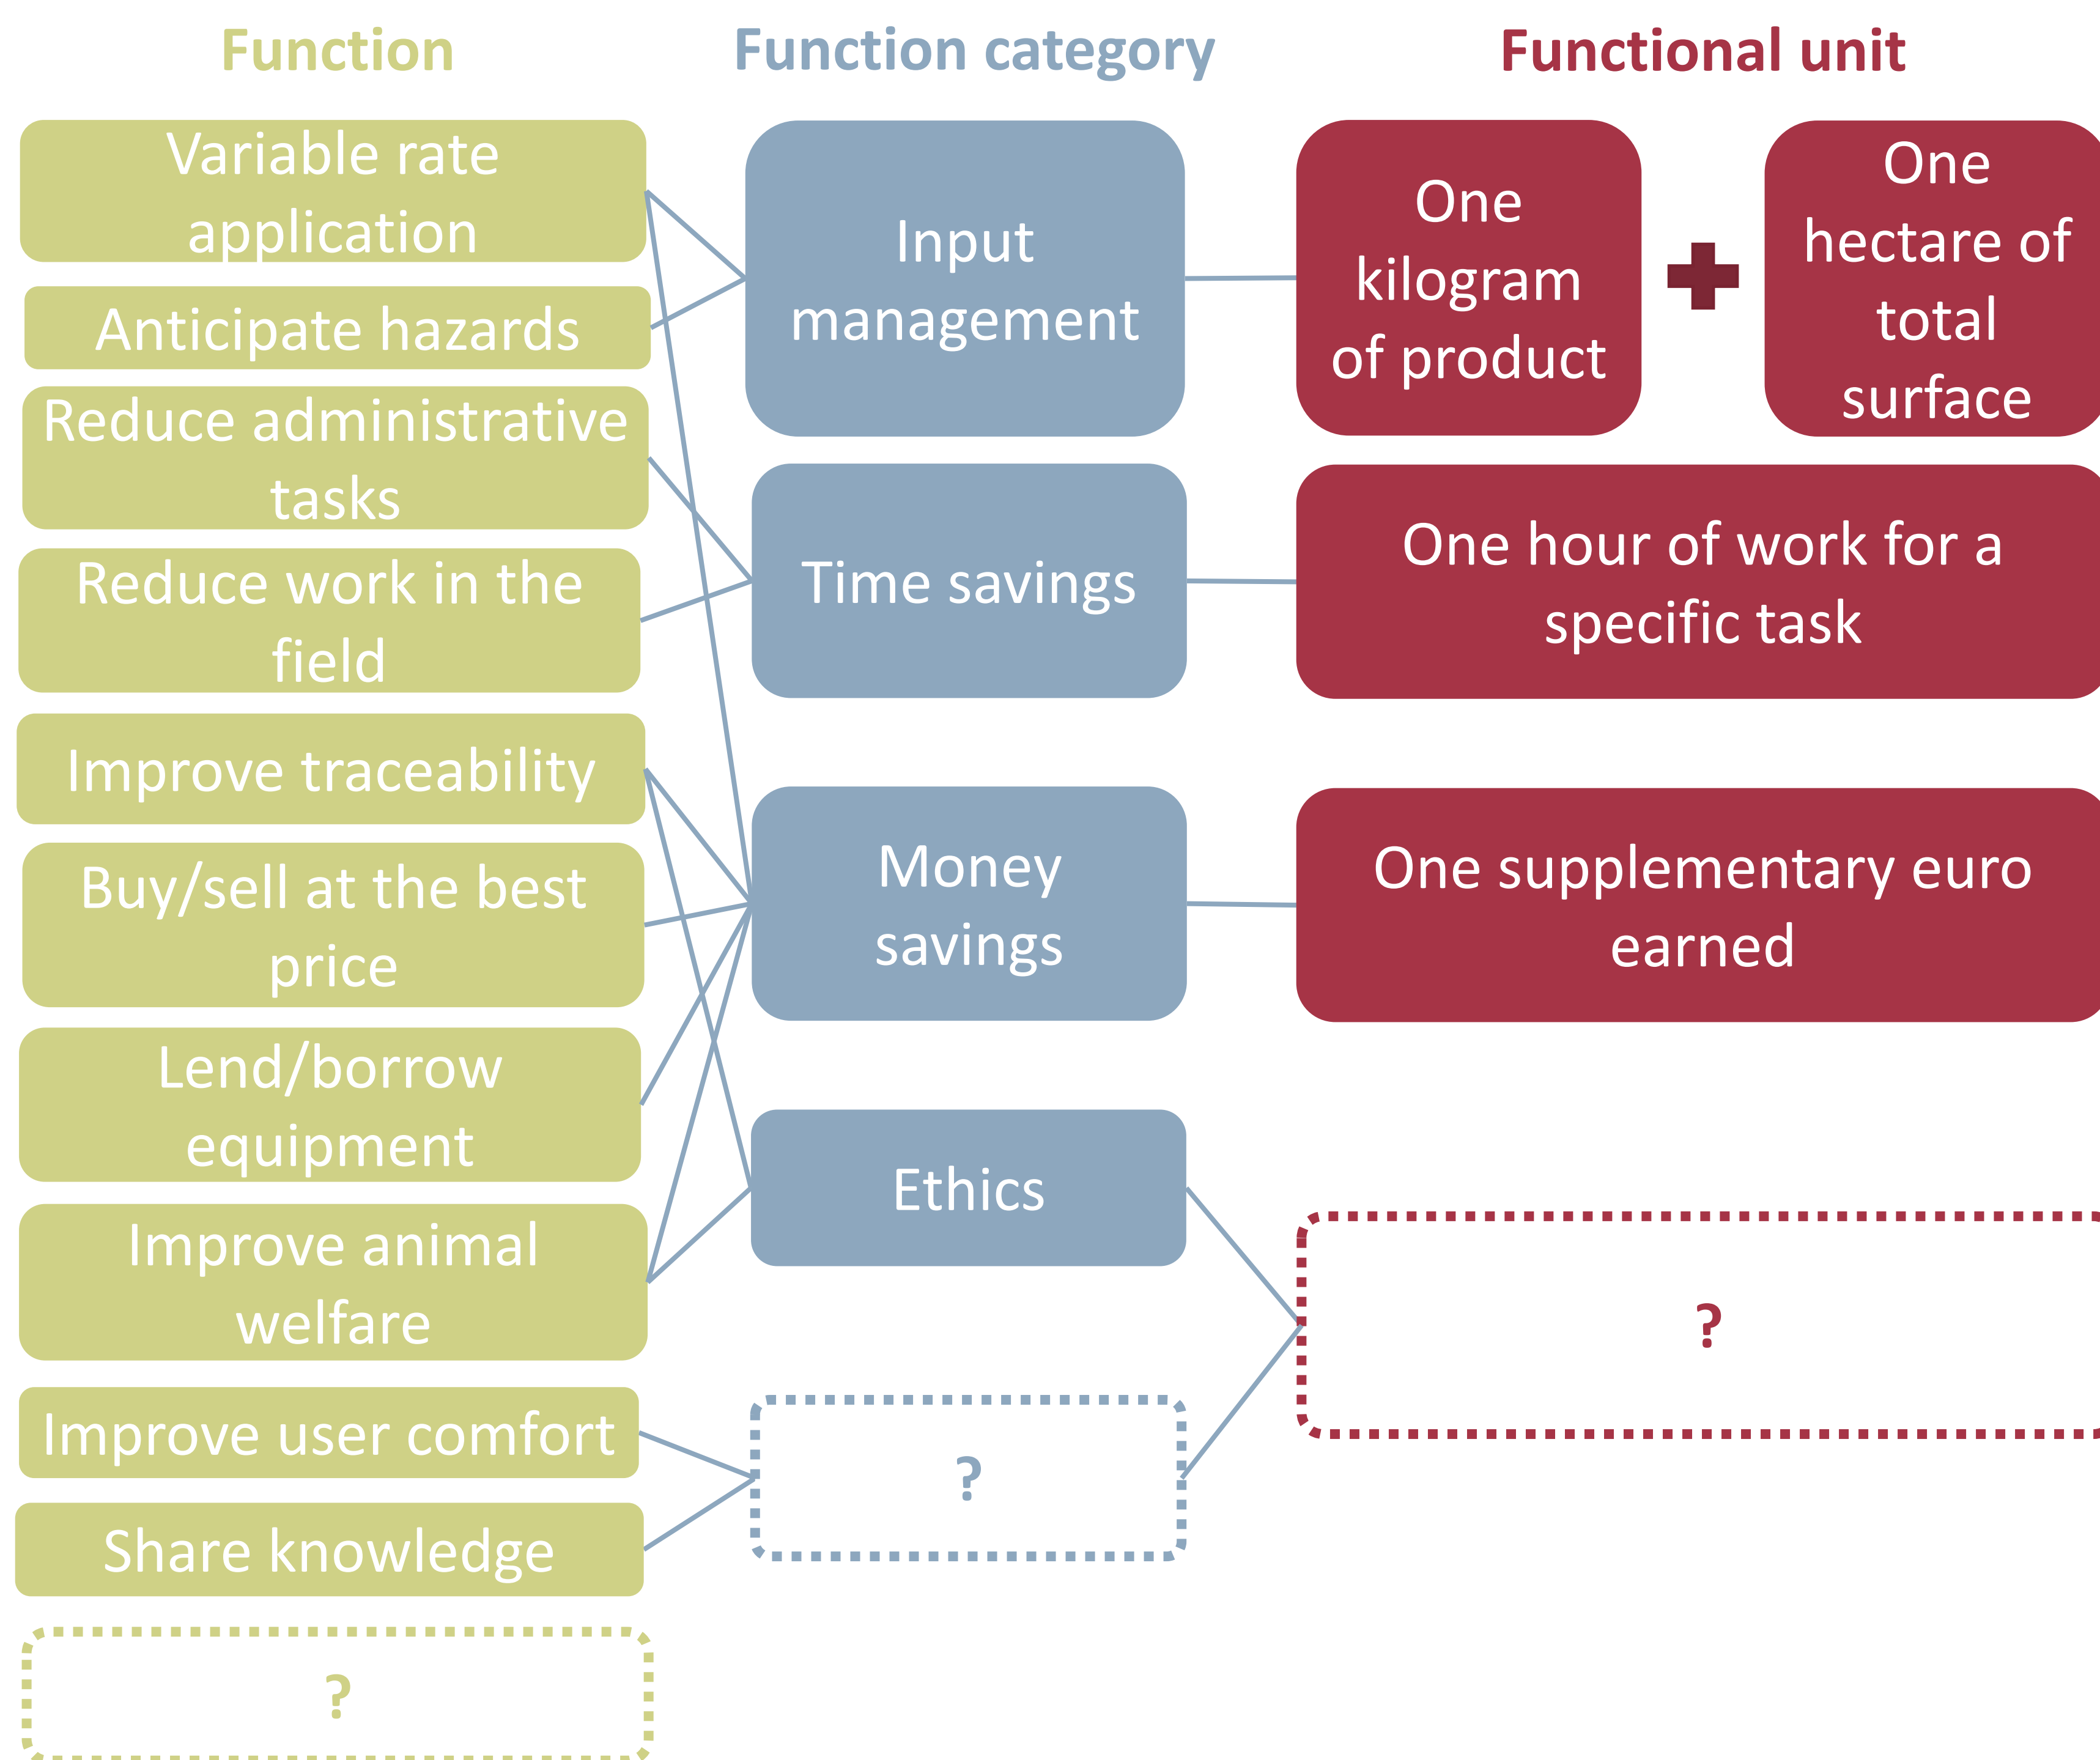 Function
Function category
Functional unit
Variable rate
application
Anticipate hazards
Reduce administrative
tasks
Reduce work in the
field
Improve traceability
Buy/sell at the best
price
Lend/borrow
equipment
Improve animal
welfare
Improve user comfort
Share knowledge
?
Input
management
Time savings
Money
savings
Ethics
?
One
kilogram
of product
One
hectare of
total
surface
One hour of work for a
specific task
One supplementary euro
earned
?